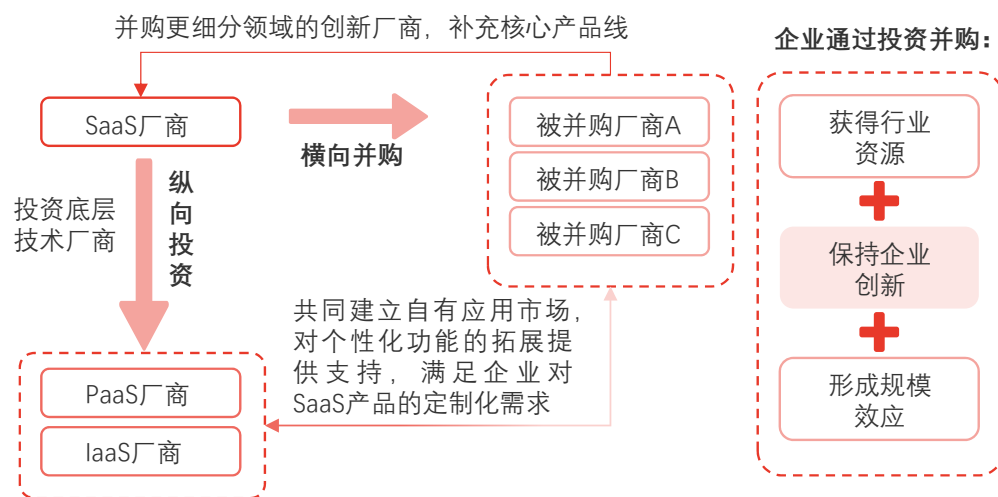 并购更细分领域的创新厂商，补充核心产品线
SaaS厂商
横向并购
投资底层
技术厂商
纵
向
投
资
被并购厂商A
被并购厂商B
被并购厂商C
共同建立自有应用市场，
对个性化功能的拓展提
供支持，满足企业对
SaaS产品的定制化需求
PaaS厂商
IaaS厂商
企业通过投资并购：
获得行业
资源
保持企业
创新
形成规模
效应